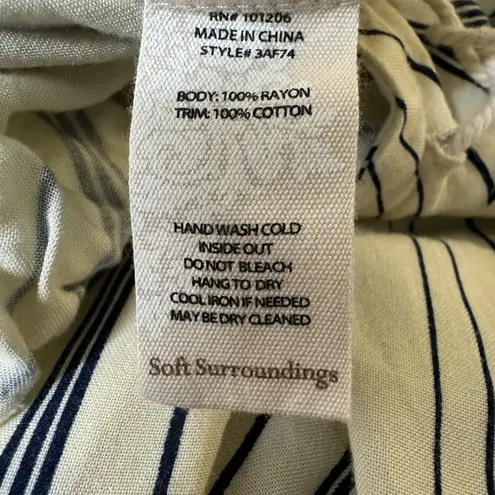 RN# 101206
MADE IN CHINA
STYLE# 3AF74
BODY: 100% RAYON
TRIM: 100% COTTON
HAND WASH COLD
INSIDE OUT
DO NOT BLEACH
HANG TO DRY
COOL IRON IF NEEDED
MAY BE DRY CLEANED
Soft Surroundings